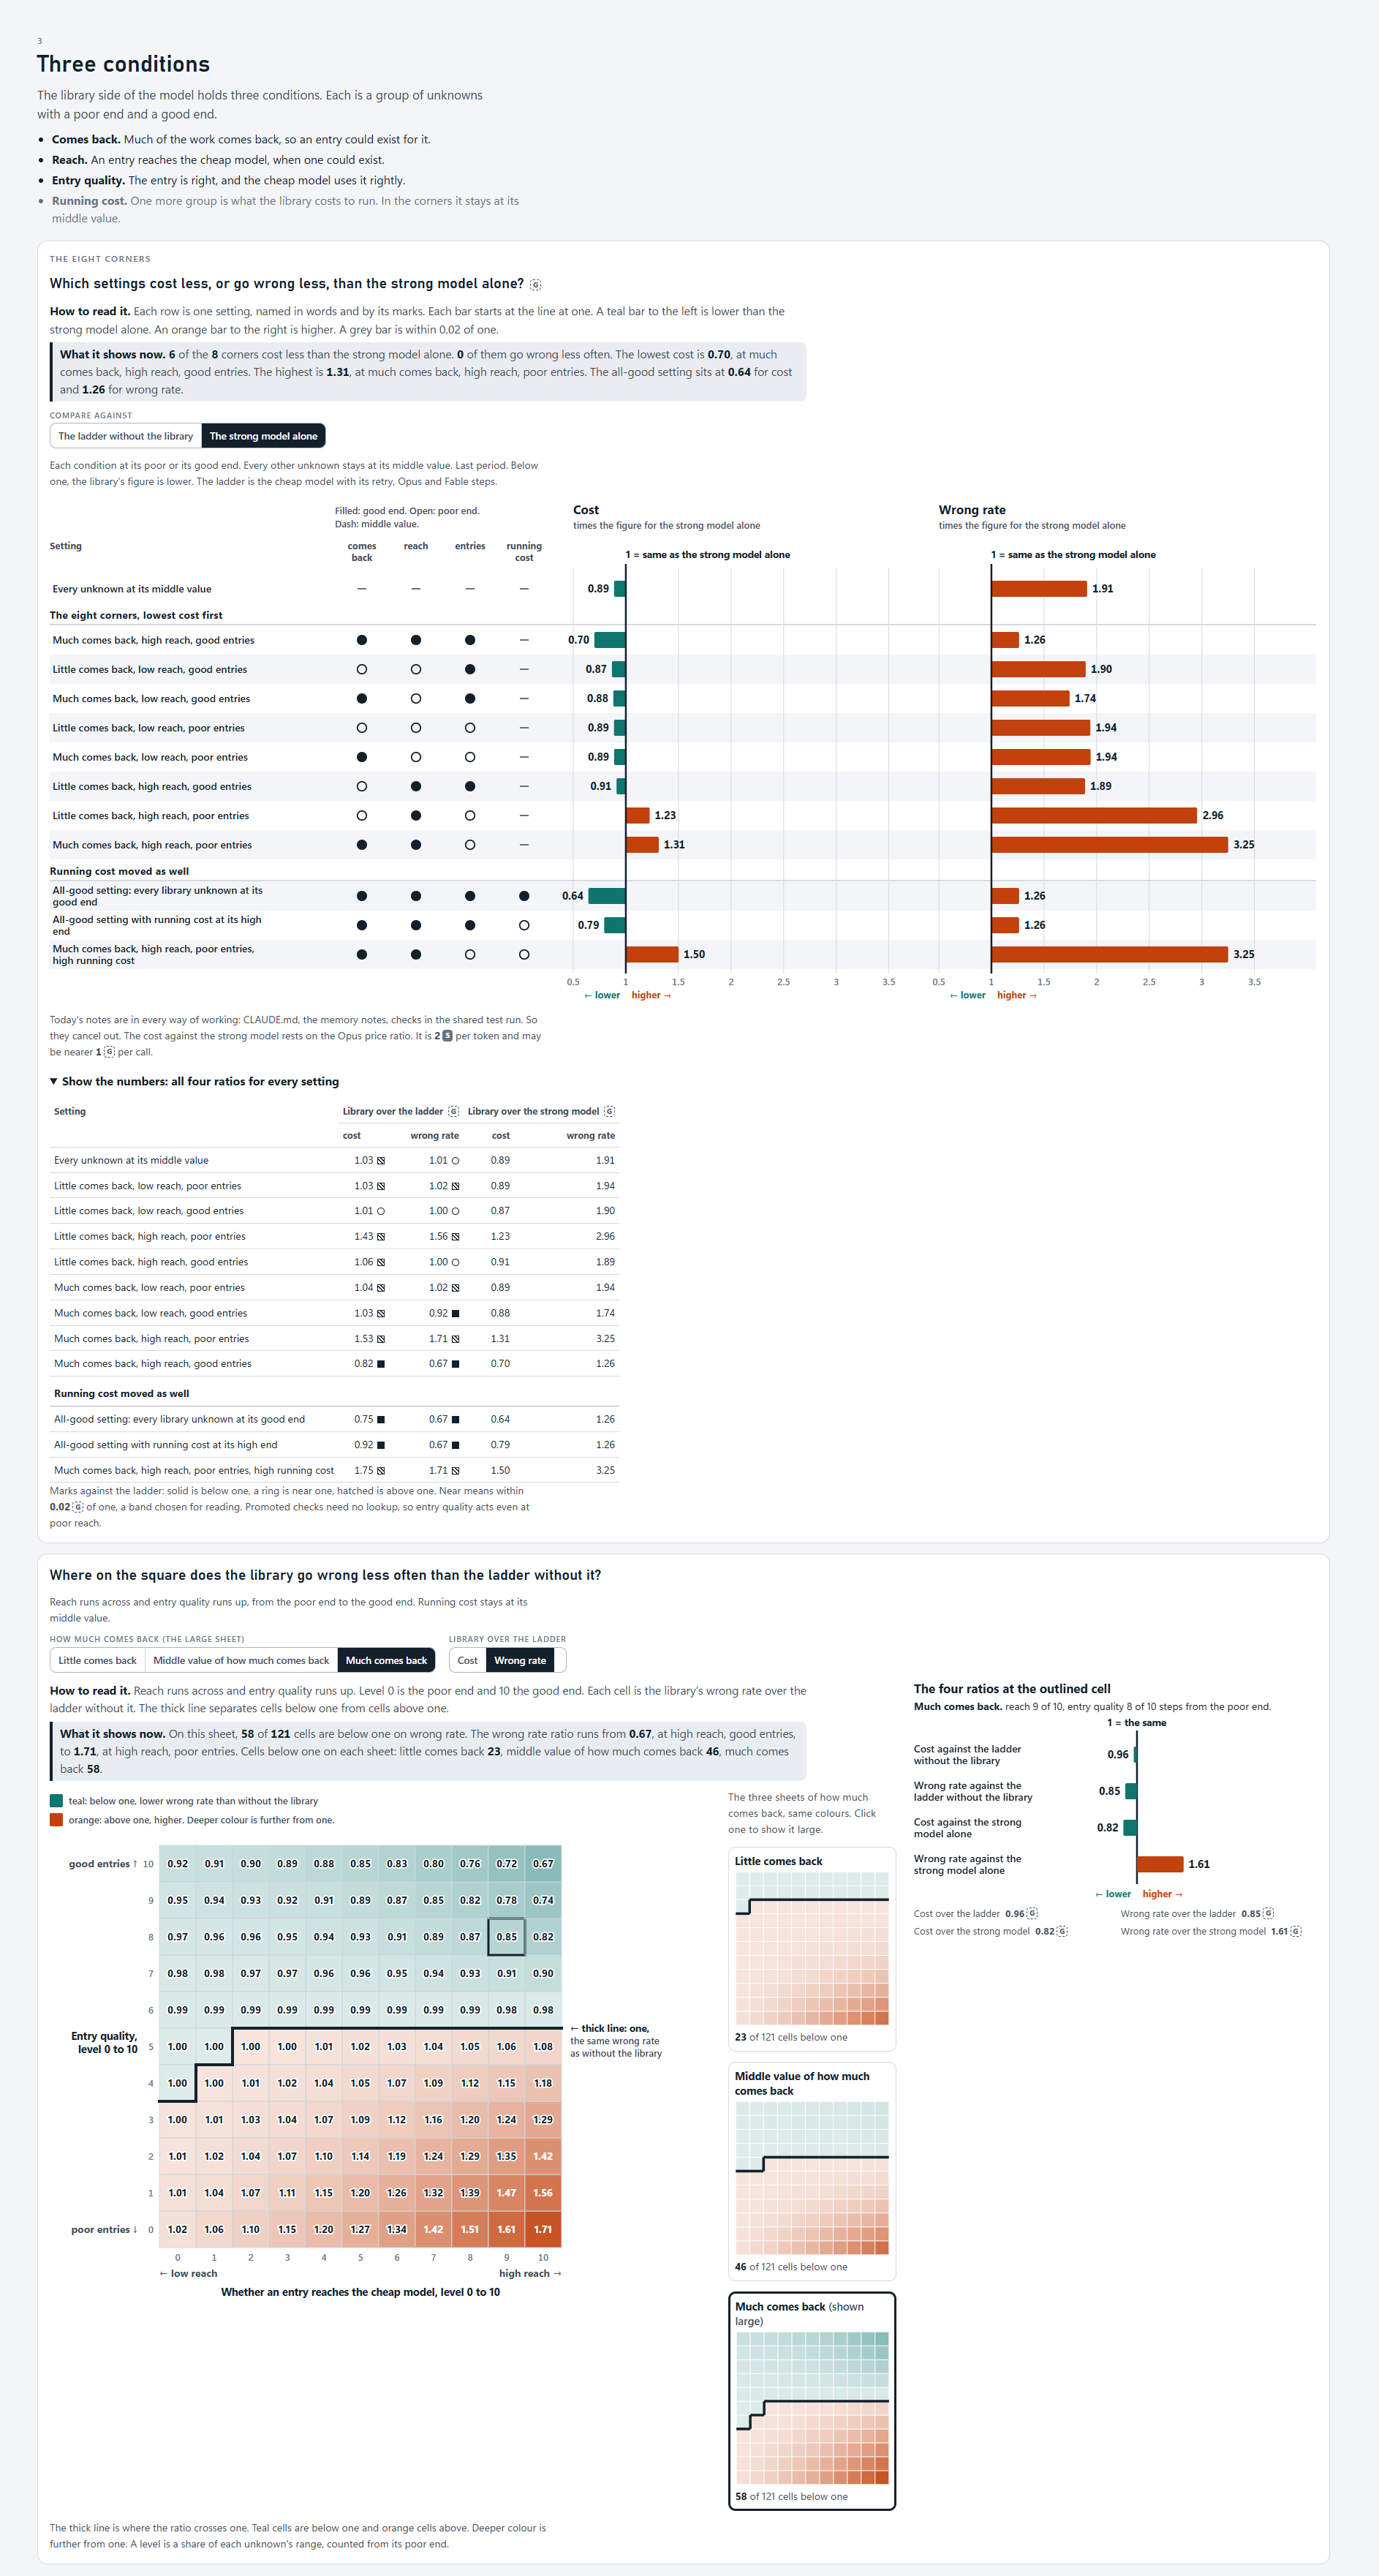 3
Three conditions
The library side of the model holds three conditions. Each is a group of unknowns
with a poor end and a good end.
• Comes back. Much of the work comes back, so an entry could exist for it.
• Reach. An entry reaches the cheap model, when one could exist.
• Entry quality. The entry is right, and the cheap model uses it rightly.
• Running cost. One more group is what the library costs to run. In the corners it stays at its
middle value.
THE EIGHT CORNERS
Which settings cost less, or go wrong less, than the strong model alone? G
How to read it. Each row is one setting, named in words and by its marks. Each bar starts at the line at one. A teal bar to the left is lower than the
strong model alone. An orange bar to the right is higher. A grey bar is within 0.02 of one.
What it shows now. 6 of the 8 corners cost less than the strong model alone. 0 of them go wrong less often. The lowest cost is 0.70, at much
comes back, high reach, good entries. The highest is 1.31, at much comes back, high reach, poor entries. The all-good setting sits at 0.64 for cost
and 1.26 for wrong rate.
COMPARE AGAINST
The ladder without the library The strong model alone
Each condition at its poor or its good end. Every other unknown stays at its middle value. Last period. Below
one, the library's figure is lower. The ladder is the cheap model with its retry, Opus and Fable steps.
Filled: good end. Open: poor end.
Dash: middle value.
Cost
times the figure for the strong model alone
Wrong rate
times the figure for the strong model alone
Setting comes back reach entries running cost
1 = same as the strong model alone 1 = same as the strong model alone
Every unknown at its middle value — — — — 0.89 1.91
The eight corners, lowest cost first
Much comes back, high reach, good entries — 0.70 1.26
Little comes back, low reach, good entries — 0.87 1.90
Much comes back, low reach, good entries — 0.88 1.74
Little comes back, low reach, poor entries — 0.89 1.94
Much comes back, low reach, poor entries — 0.89 1.94
Little comes back, high reach, good entries — 0.91 1.89
Little comes back, high reach, poor entries — 1.23 2.96
Much comes back, high reach, poor entries — 1.31 3.25
Running cost moved as well
All-good setting: every library unknown at its
good end 0.64 1.26
All-good setting with running cost at its high
end 0.79 1.26
Much comes back, high reach, poor entries,
high running cost 1.50 3.25
0.5 1 1.5 2 2.5 3 3.5 0.5 1 1.5 2 2.5 3 3.5
← lower higher → ← lower higher →
Today's notes are in every way of working: CLAUDE.md, the memory notes, checks in the shared test run. So
they cancel out. The cost against the strong model rests on the Opus price ratio. It is 2 S per token and may
be nearer 1 G per call.
▼ Show the numbers: all four ratios for every setting
Setting Library over the ladder G Library over the strong model G
cost wrong rate cost wrong rate
Every unknown at its middle value 1.03 1.01 0.89 1.91
Little comes back, low reach, poor entries 1.03 1.02 0.89 1.94
Little comes back, low reach, good entries 1.01 1.00 0.87 1.90
Little comes back, high reach, poor entries 1.43 1.56 1.23 2.96
Little comes back, high reach, good entries 1.06 1.00 0.91 1.89
Much comes back, low reach, poor entries 1.04 1.02 0.89 1.94
Much comes back, low reach, good entries 1.03 0.92 0.88 1.74
Much comes back, high reach, poor entries 1.53 1.71 1.31 3.25
Much comes back, high reach, good entries 0.82 0.67 0.70 1.26
Running cost moved as well
All-good setting: every library unknown at its good end 0.75 0.67 0.64 1.26
All-good setting with running cost at its high end 0.92 0.67 0.79 1.26
Much comes back, high reach, poor entries, high running cost 1.75 1.71 1.50 3.25
Marks against the ladder: solid is below one, a ring is near one, hatched is above one. Near means within
0.02 G of one, a band chosen for reading. Promoted checks need no lookup, so entry quality acts even at
poor reach.
Where on the square does the library go wrong less often than the ladder without it?
Reach runs across and entry quality runs up, from the poor end to the good end. Running cost stays at its
middle value.
HOW MUCH COMES BACK (THE LARGE SHEET) LIBRARY OVER THE LADDER
Little comes back Middle value of how much comes back Much comes back Cost Wrong rate
How to read it. Reach runs across and entry quality runs up. Level 0 is the poor end and 10 the good end. Each cell is the library's wrong rate over the
ladder without it. The thick line separates cells below one from cells above one.
What it shows now. On this sheet, 58 of 121 cells are below one on wrong rate. The wrong rate ratio runs from 0.67, at high reach, good entries,
to 1.71, at high reach, poor entries. Cells below one on each sheet: little comes back 23, middle value of how much comes back 46, much comes
back 58.
teal: below one, lower wrong rate than without the library
orange: above one, higher. Deeper colour is further from one.
good entries ↑ 10 0.92 0.91 0.90 0.89 0.88 0.85 0.83 0.80 0.76 0.72 0.67
9 0.95 0.94 0.93 0.92 0.91 0.89 0.87 0.85 0.82 0.78 0.74
8 0.97 0.96 0.96 0.95 0.94 0.93 0.91 0.89 0.87 0.85 0.82
7 0.98 0.98 0.97 0.97 0.96 0.96 0.95 0.94 0.93 0.91 0.90
6 0.99 0.99 0.99 0.99 0.99 0.99 0.99 0.99 0.99 0.98 0.98
Entry quality,
level 0 to 10
5 1.00 1.00 1.00 1.00 1.01 1.02 1.03 1.04 1.05 1.06 1.08
4 1.00 1.00 1.01 1.02 1.04 1.05 1.07 1.09 1.12 1.15 1.18
3 1.00 1.01 1.03 1.04 1.07 1.09 1.12 1.16 1.20 1.24 1.29
2 1.01 1.02 1.04 1.07 1.10 1.14 1.19 1.24 1.29 1.35 1.42
1 1.01 1.04 1.07 1.11 1.15 1.20 1.26 1.32 1.39 1.47 1.56
poor entries ↓ 0 1.02 1.06 1.10 1.15 1.20 1.27 1.34 1.42 1.51 1.61 1.71
0 1 2 3 4 5 6 7 8 9 10
← low reach high reach →
Whether an entry reaches the cheap model, level 0 to 10
← thick line: one,
the same wrong rate
as without the library
The three sheets of how much
comes back, same colours. Click
one to show it large.
Little comes back
23 of 121 cells below one
Middle value of how much
comes back
46 of 121 cells below one
Much comes back (shown
large)
58 of 121 cells below one
The four ratios at the outlined cell
Much comes back. reach 9 of 10, entry quality 8 of 10 steps from the poor end.
1 = the same
Cost against the ladder
without the library 0.96
Wrong rate against the
ladder without the library 0.85
Cost against the strong
model alone 0.82
Wrong rate against the
strong model alone 1.61
← lower higher →
Cost over the ladder 0.96 G Wrong rate over the ladder 0.85 G
Cost over the strong model 0.82 G Wrong rate over the strong model 1.61 G
The thick line is where the ratio crosses one. Teal cells are below one and orange cells above. Deeper colour is
further from one. A level is a share of each unknown's range, counted from its poor end.